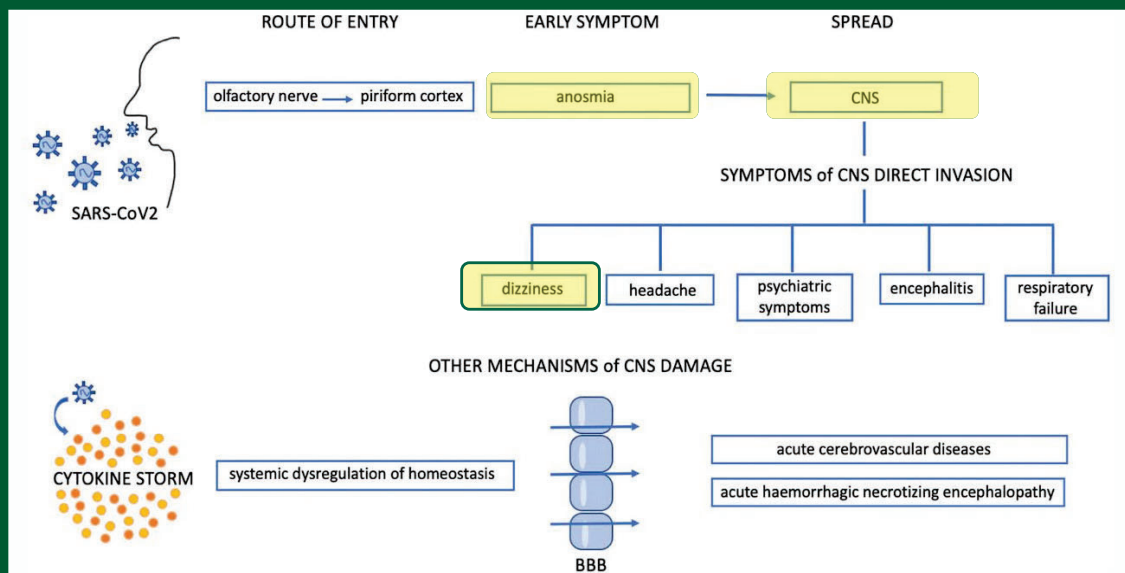 ROUTE OF ENTRY
EARLY SYMPTOM
SPREAD
olfactory nerve → piriform cortex
anosmia
CNS
SYMPTOMS of CNS DIRECT INVASION
SARS-CoV2
dizziness
headache
psychiatric
symptoms
encephalitis
respiratory
failure
OTHER MECHANISMS of CNS DAMAGE
CYTOKINE STORM
systemic dysregulation of homeostasis
acute cerebrovascular diseases
acute haemorrhagic necrotizing encephalopathy
BBB